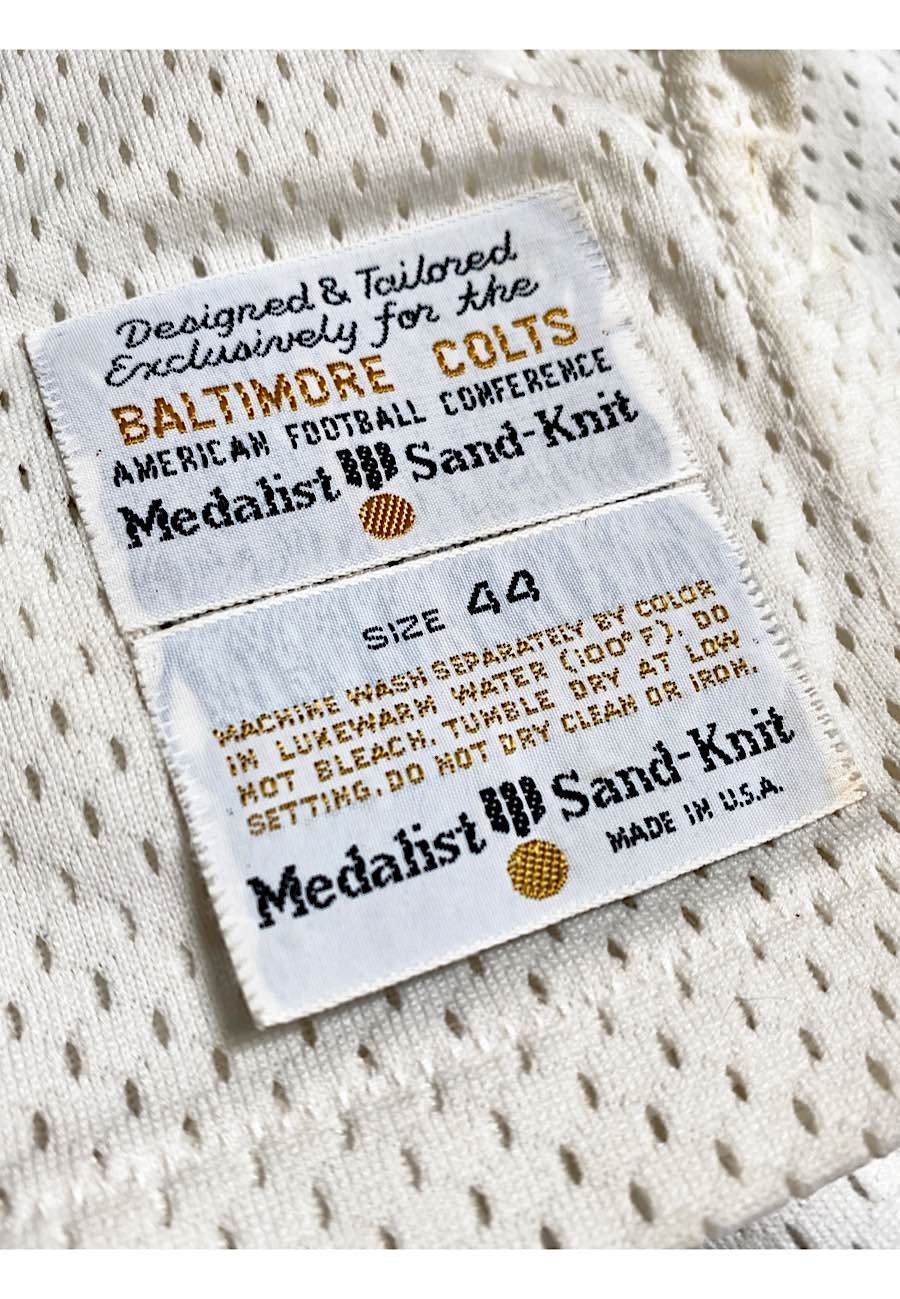 Designed & Tailored
Exclusively for the
BALTIMORE COLTS
AMERICAN FOOTBALL CONFERENCE
Medalist Sand-Knit
SIZE 44
MACHINE WASH SEPARATELY BY COLOR
IN LUKEWARM WATER (100° F). DO
NOT BLEACH. TUMBLE DRY AT LOW
SETTING. DO NOT DRY CLEAN OR IRON.
Medalist Sand-Knit
MADE IN U.S.A.